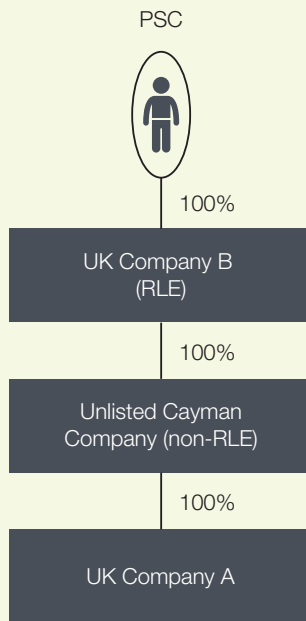 PSC
100%
UK Company B
(RLE)
100%
Unlisted Cayman
Company (non-RLE)
100%
UK Company A